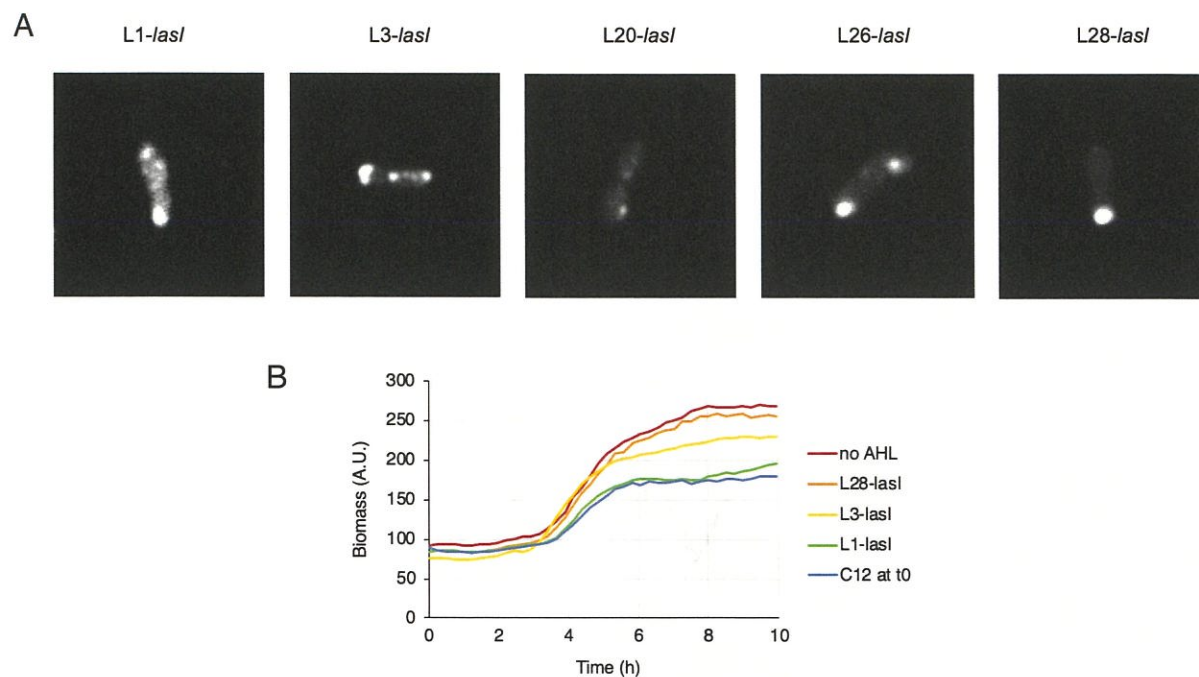 A
L1-lasI
L3-lasI
L20-lasI
L26-lasI
L28-lasI
B
Biomass (A.U.)
300
250
200
150
100
50
0
0
2
4
6
8
10
Time (h)
no AHL
L28-lasI
L3-lasI
L1-lasI
C12 at t0